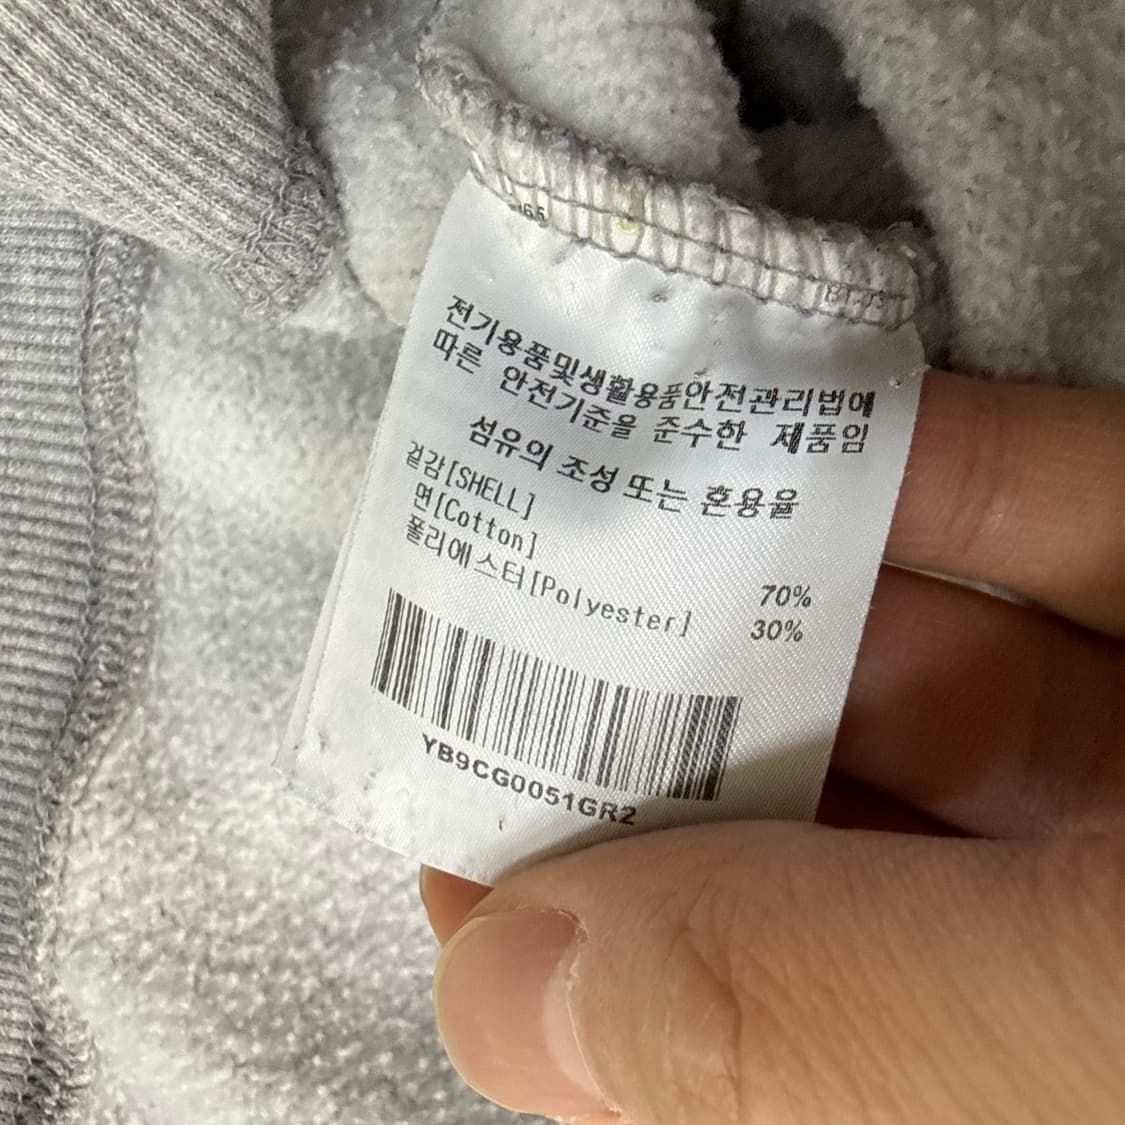 전기용품및생활용품안전관리법에
따른 안전기준을 준수한 제품임
섬유의 조성 또는 혼용율
겉감[SHELL]
면[Cotton] 70%
폴리에스터[Polyester] 30%
YB9CG0051GR2